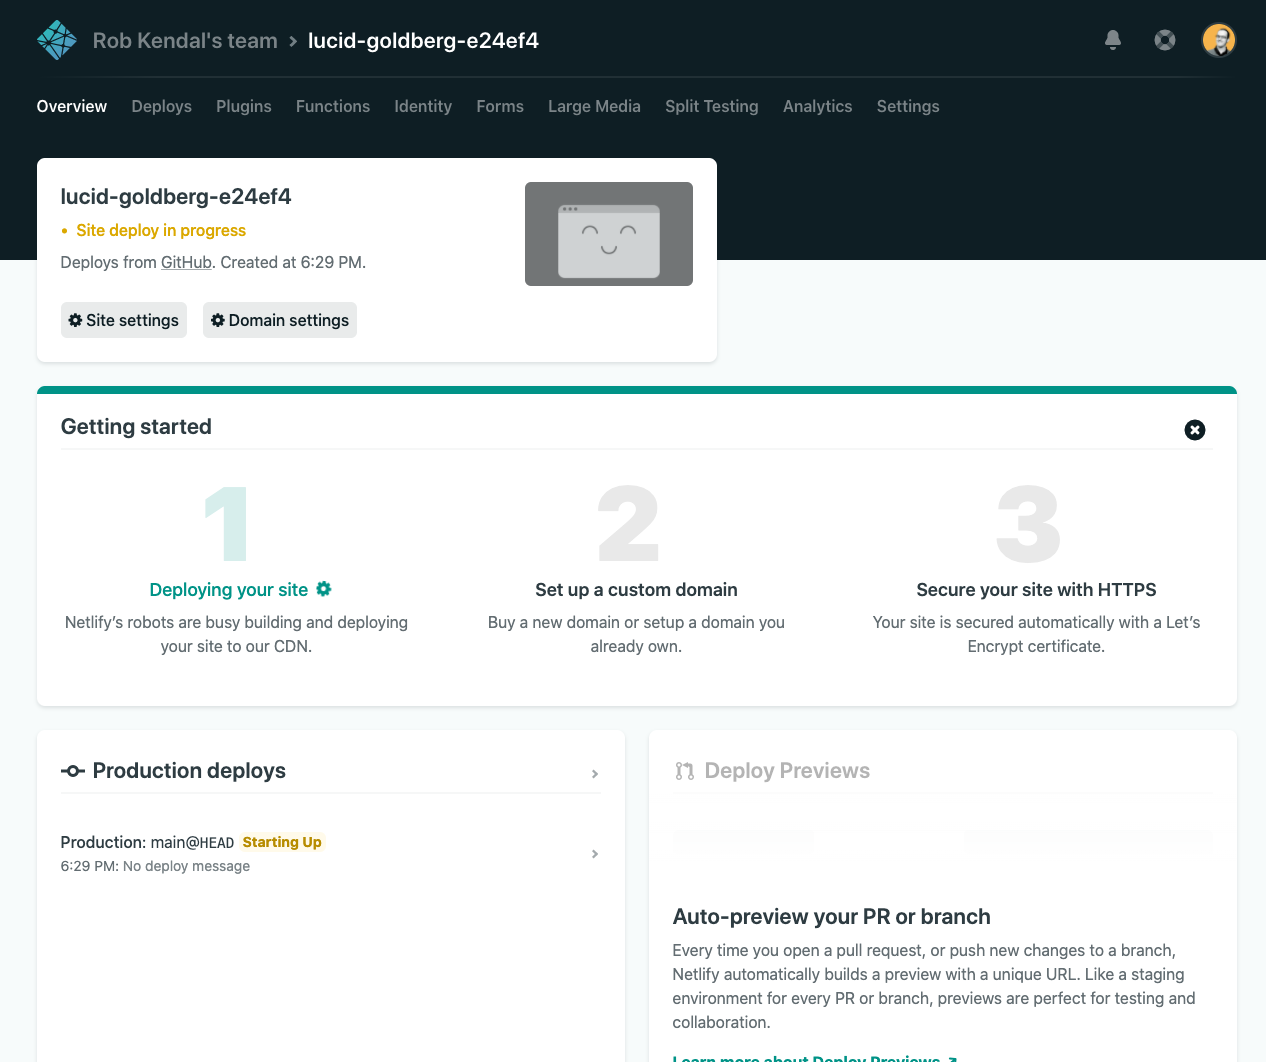 Rob Kendal's team > lucid-goldberg-e24ef4
Overview Deploys Plugins Functions Identity Forms Large Media Split Testing Analytics Settings
lucid-goldberg-e24ef4
• Site deploy in progress
Deploys from GitHub. Created at 6:29 PM.
Site settings Domain settings
Getting started
1
Deploying your site
Netlify’s robots are busy building and deploying
your site to our CDN.
2
Set up a custom domain
Buy a new domain or setup a domain you
already own.
3
Secure your site with HTTPS
Your site is secured automatically with a Let’s
Encrypt certificate.
Production deploys
Production: main@HEAD Starting Up
6:29 PM: No deploy message
Deploy Previews
Auto-preview your PR or branch
Every time you open a pull request, or push new changes to a branch,
Netlify automatically builds a preview with a unique URL. Like a staging
environment for every PR or branch, previews are perfect for testing and
collaboration.
Learn more about Deploy Previews ↗